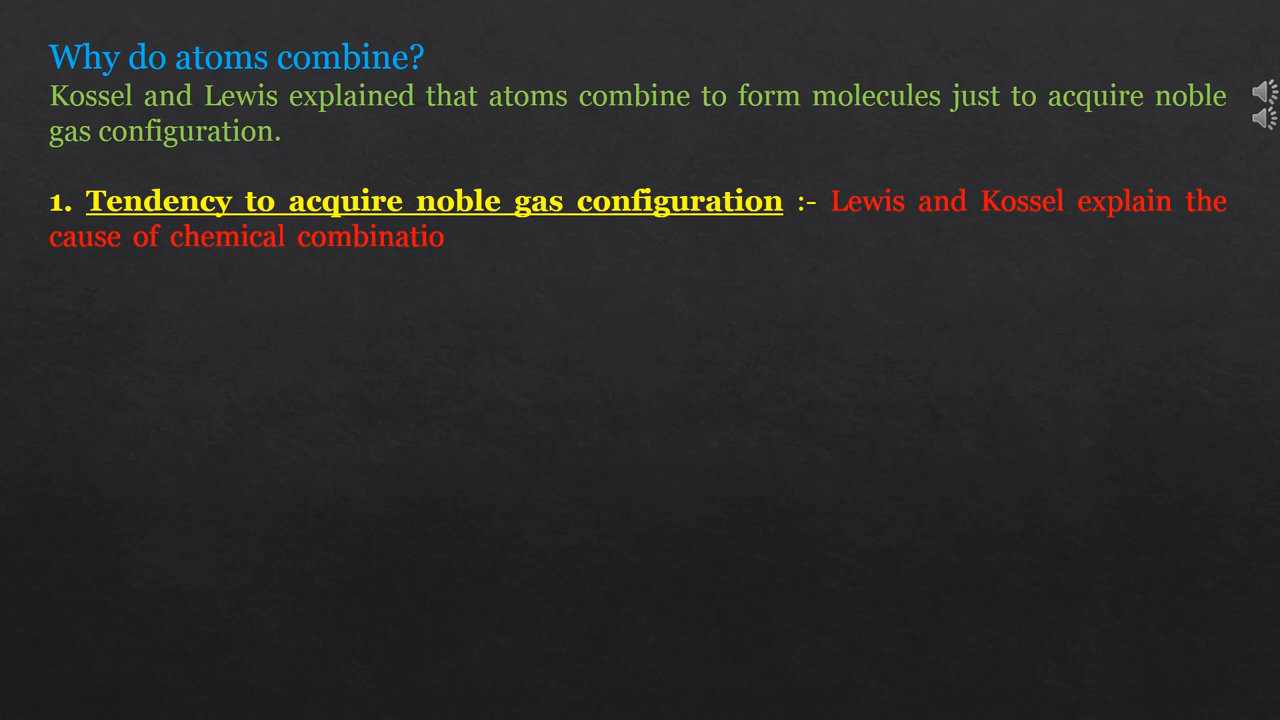 Why do atoms combine?
Kossel and Lewis explained that atoms combine to form molecules just to acquire noble
gas configuration.
1. Tendency to acquire noble gas configuration :- Lewis and Kossel explain the
cause of chemical combinatio